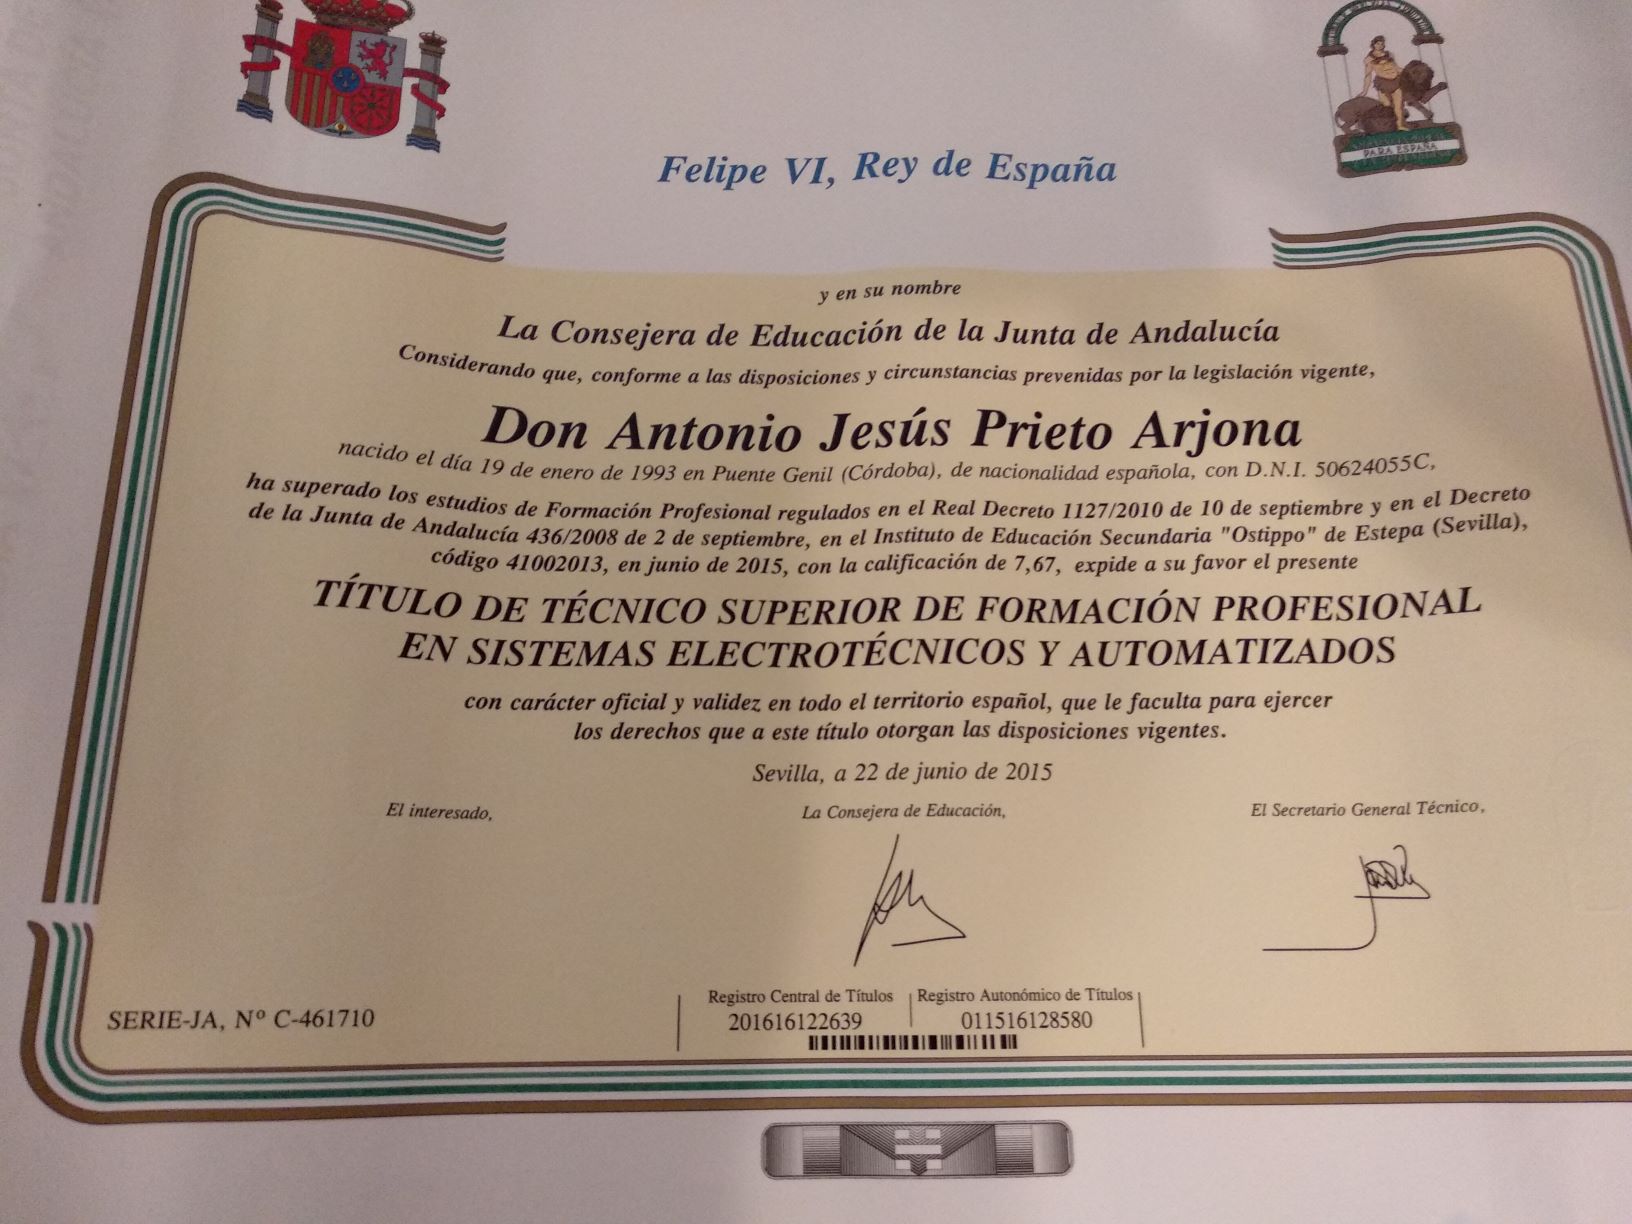 Felipe VI, Rey de España
y en su nombre
La Consejera de Educación de la Junta de Andalucía
Considerando que, conforme a las disposiciones y circunstancias prevenidas por la legislación vigente,
Don Antonio Jesús Prieto Arjona
nacido el día 19 de enero de 1993 en Puente Genil (Córdoba), de nacionalidad española, con D.N.I. 50624055C,
ha superado los estudios de Formación Profesional regulados en el Real Decreto 1127/2010 de 10 de septiembre y en el Decreto
de la Junta de Andalucía 436/2008 de 2 de septiembre, en el Instituto de Educación Secundaria "Ostippo" de Estepa (Sevilla),
código 41002013, en junio de 2015, con la calificación de 7,67, expide a su favor el presente
TÍTULO DE TÉCNICO SUPERIOR DE FORMACIÓN PROFESIONAL
EN SISTEMAS ELECTROTÉCNICOS Y AUTOMATIZADOS
con carácter oficial y validez en todo el territorio español, que le faculta para ejercer
los derechos que a este título otorgan las disposiciones vigentes.
Sevilla, a 22 de junio de 2015
El interesado,
La Consejera de Educación,
El Secretario General Técnico,
SERIE-JA, Nº C-461710
Registro Central de Títulos
Registro Autonómico de Títulos
201616122639
011516128580
PARA ESPAÑA